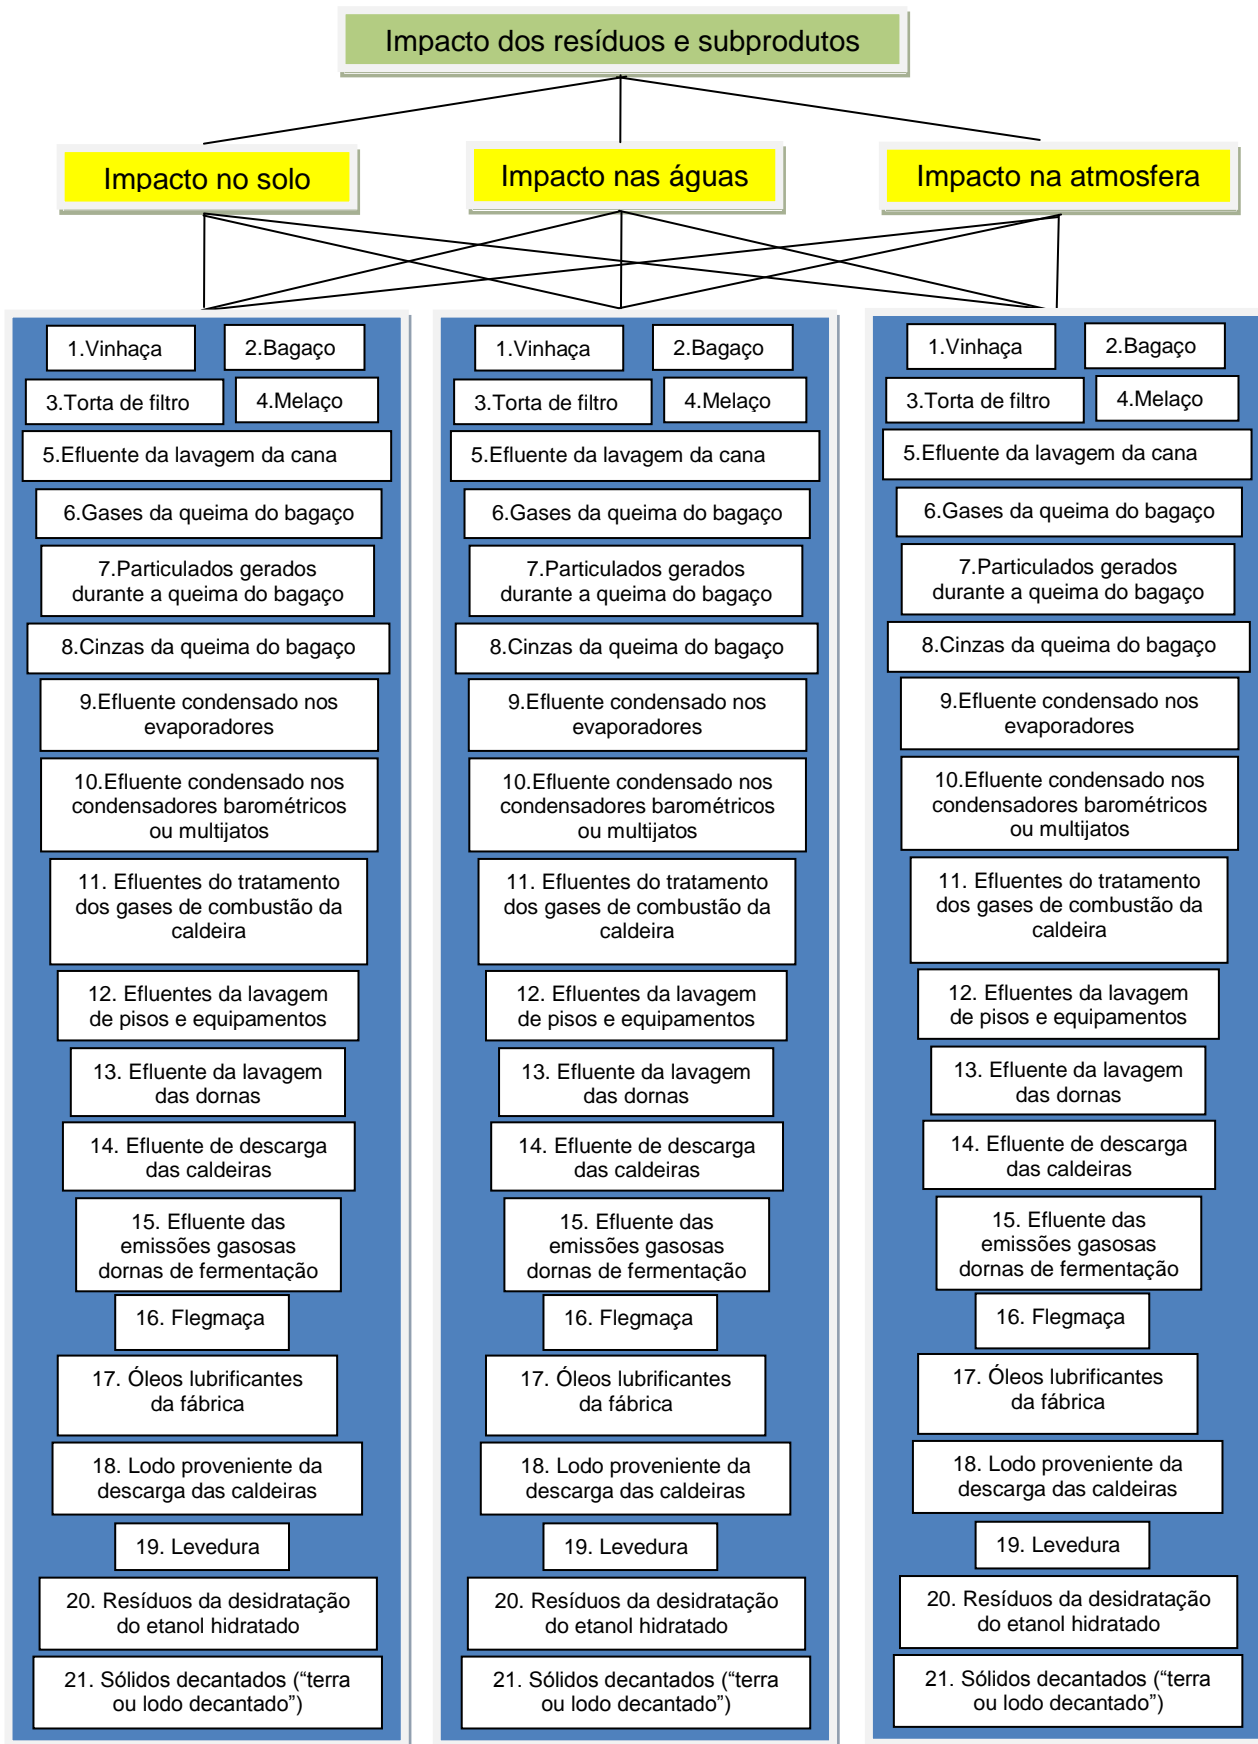 Impacto dos resíduos e subprodutos
Impacto no solo
Impacto nas águas
Impacto na atmosfera
1.Vinhaça
2.Bagaço
3.Torta de filtro
4.Melaço
5.Efluente da lavagem da cana
6.Gases da queima do bagaço
7.Particulados gerados
durante a queima do bagaço
8.Cinzas da queima do bagaço
9.Efluente condensado nos
evaporadores
10.Efluente condensado nos
condensadores barométricos
ou multijatos
11. Efluentes do tratamento
dos gases de combustão da
caldeira
12. Efluentes da lavagem
de pisos e equipamentos
13. Efluente da lavagem
das dornas
14. Efluente de descarga
das caldeiras
15. Efluente das
emissões gasosas
dornas de fermentação
16. Flegmaça
17. Óleos lubrificantes
da fábrica
18. Lodo proveniente da
descarga das caldeiras
19. Levedura
20. Resíduos da desidratação
do etanol hidratado
21. Sólidos decantados (“terra
ou lodo decantado”)
1.Vinhaça
2.Bagaço
3.Torta de filtro
4.Melaço
5.Efluente da lavagem da cana
6.Gases da queima do bagaço
7.Particulados gerados
durante a queima do bagaço
8.Cinzas da queima do bagaço
9.Efluente condensado nos
evaporadores
10.Efluente condensado nos
condensadores barométricos
ou multijatos
11. Efluentes do tratamento
dos gases de combustão da
caldeira
12. Efluentes da lavagem
de pisos e equipamentos
13. Efluente da lavagem
das dornas
14. Efluente de descarga
das caldeiras
15. Efluente das
emissões gasosas
dornas de fermentação
16. Flegmaça
17. Óleos lubrificantes
da fábrica
18. Lodo proveniente da
descarga das caldeiras
19. Levedura
20. Resíduos da desidratação
do etanol hidratado
21. Sólidos decantados (“terra
ou lodo decantado”)
1.Vinhaça
2.Bagaço
3.Torta de filtro
4.Melaço
5.Efluente da lavagem da cana
6.Gases da queima do bagaço
7.Particulados gerados
durante a queima do bagaço
8.Cinzas da queima do bagaço
9.Efluente condensado nos
evaporadores
10.Efluente condensado nos
condensadores barométricos
ou multijatos
11. Efluentes do tratamento
dos gases de combustão da
caldeira
12. Efluentes da lavagem
de pisos e equipamentos
13. Efluente da lavagem
das dornas
14. Efluente de descarga
das caldeiras
15. Efluente das
emissões gasosas
dornas de fermentação
16. Flegmaça
17. Óleos lubrificantes
da fábrica
18. Lodo proveniente da
descarga das caldeiras
19. Levedura
20. Resíduos da desidratação
do etanol hidratado
21. Sólidos decantados (“terra
ou lodo decantado”)